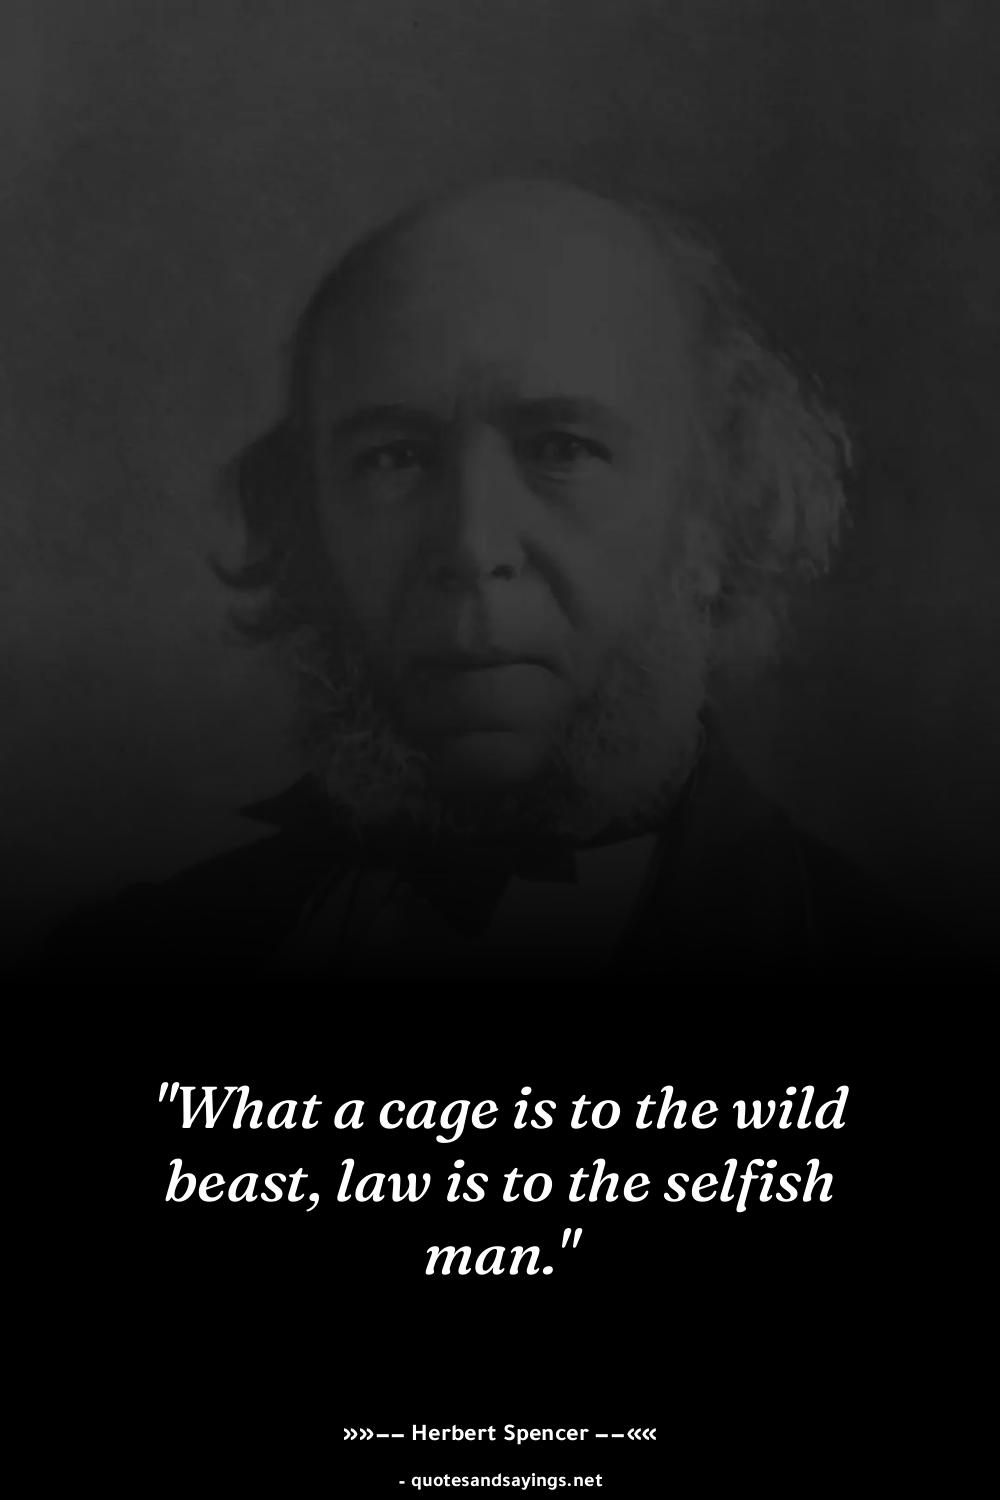 "What a cage is to the wild
beast, law is to the selfish
man."
»»−− Herbert Spencer −−««
- quotesandsayings.net